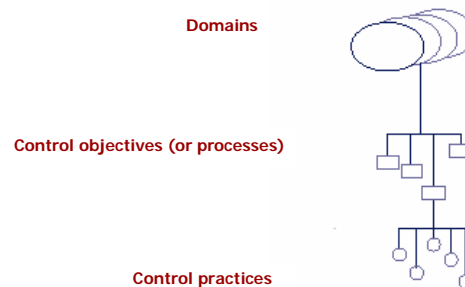 Domains
Control objectives (or processes)
Control practices